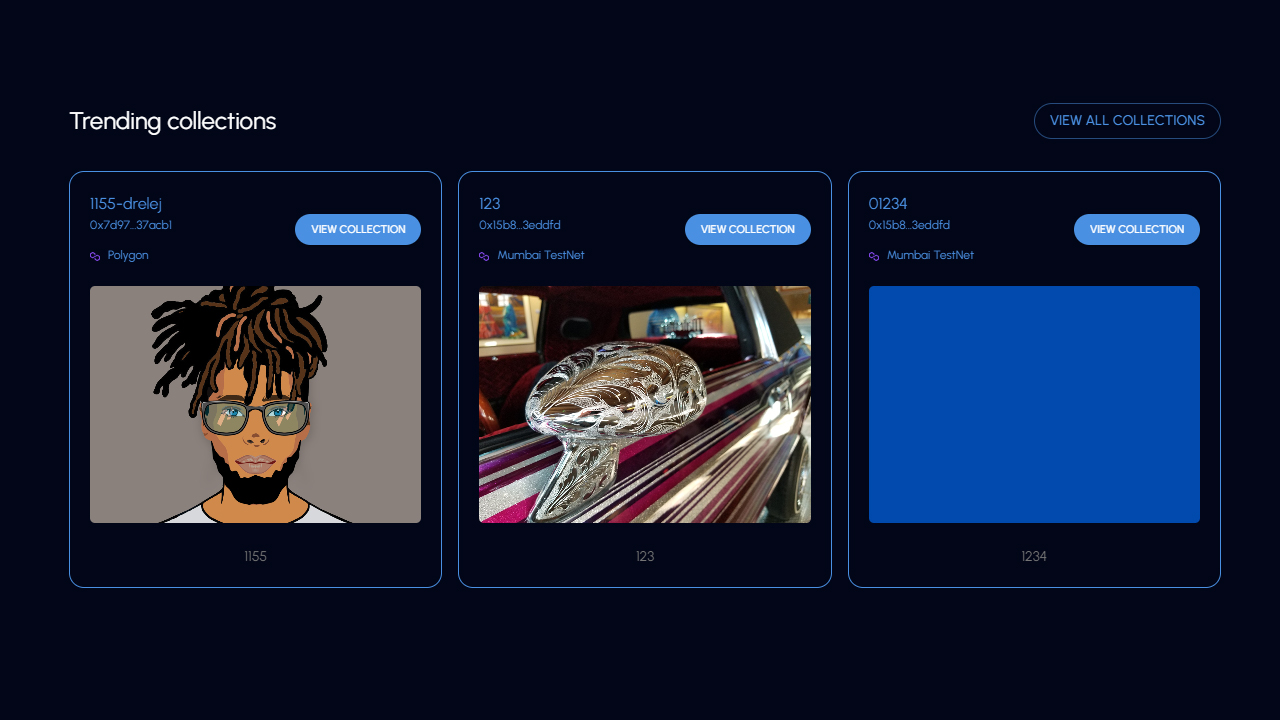 Trending collections
VIEW ALL COLLECTIONS
1155-drelej
0x7d97...37acb1
VIEW COLLECTION
Polygon
1155
123
0x15b8...3eddfd
VIEW COLLECTION
Mumbai TestNet
123
01234
0x15b8...3eddfd
VIEW COLLECTION
Mumbai TestNet
1234